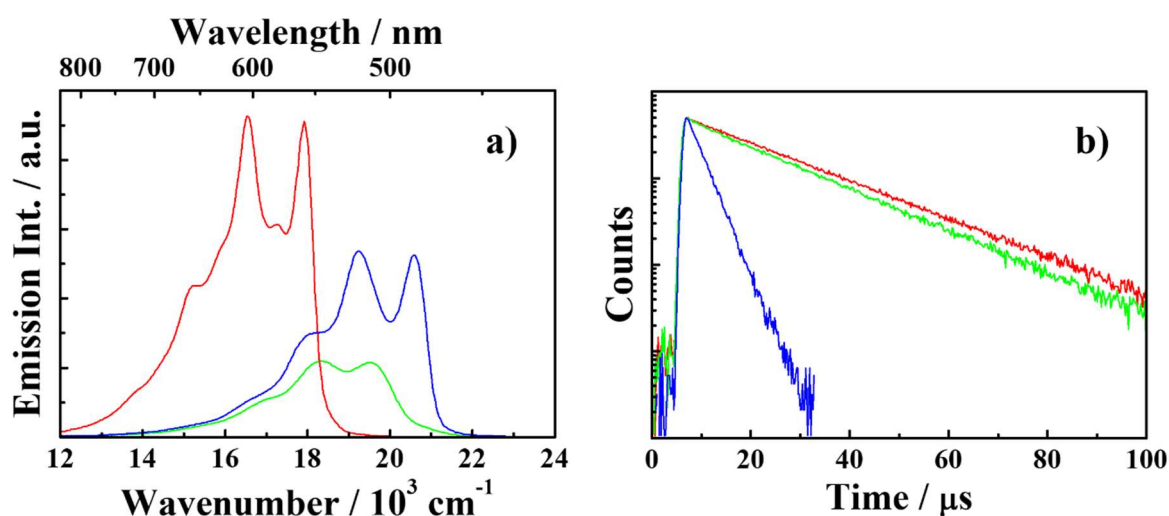 Wavelength / nm
800 700 600 500
Emission Int. / a.u.
a)
12 14 16 18 20 22 24
Wavenumber / 10³ cm⁻¹
Counts
b)
0 20 40 60 80 100
Time / μs